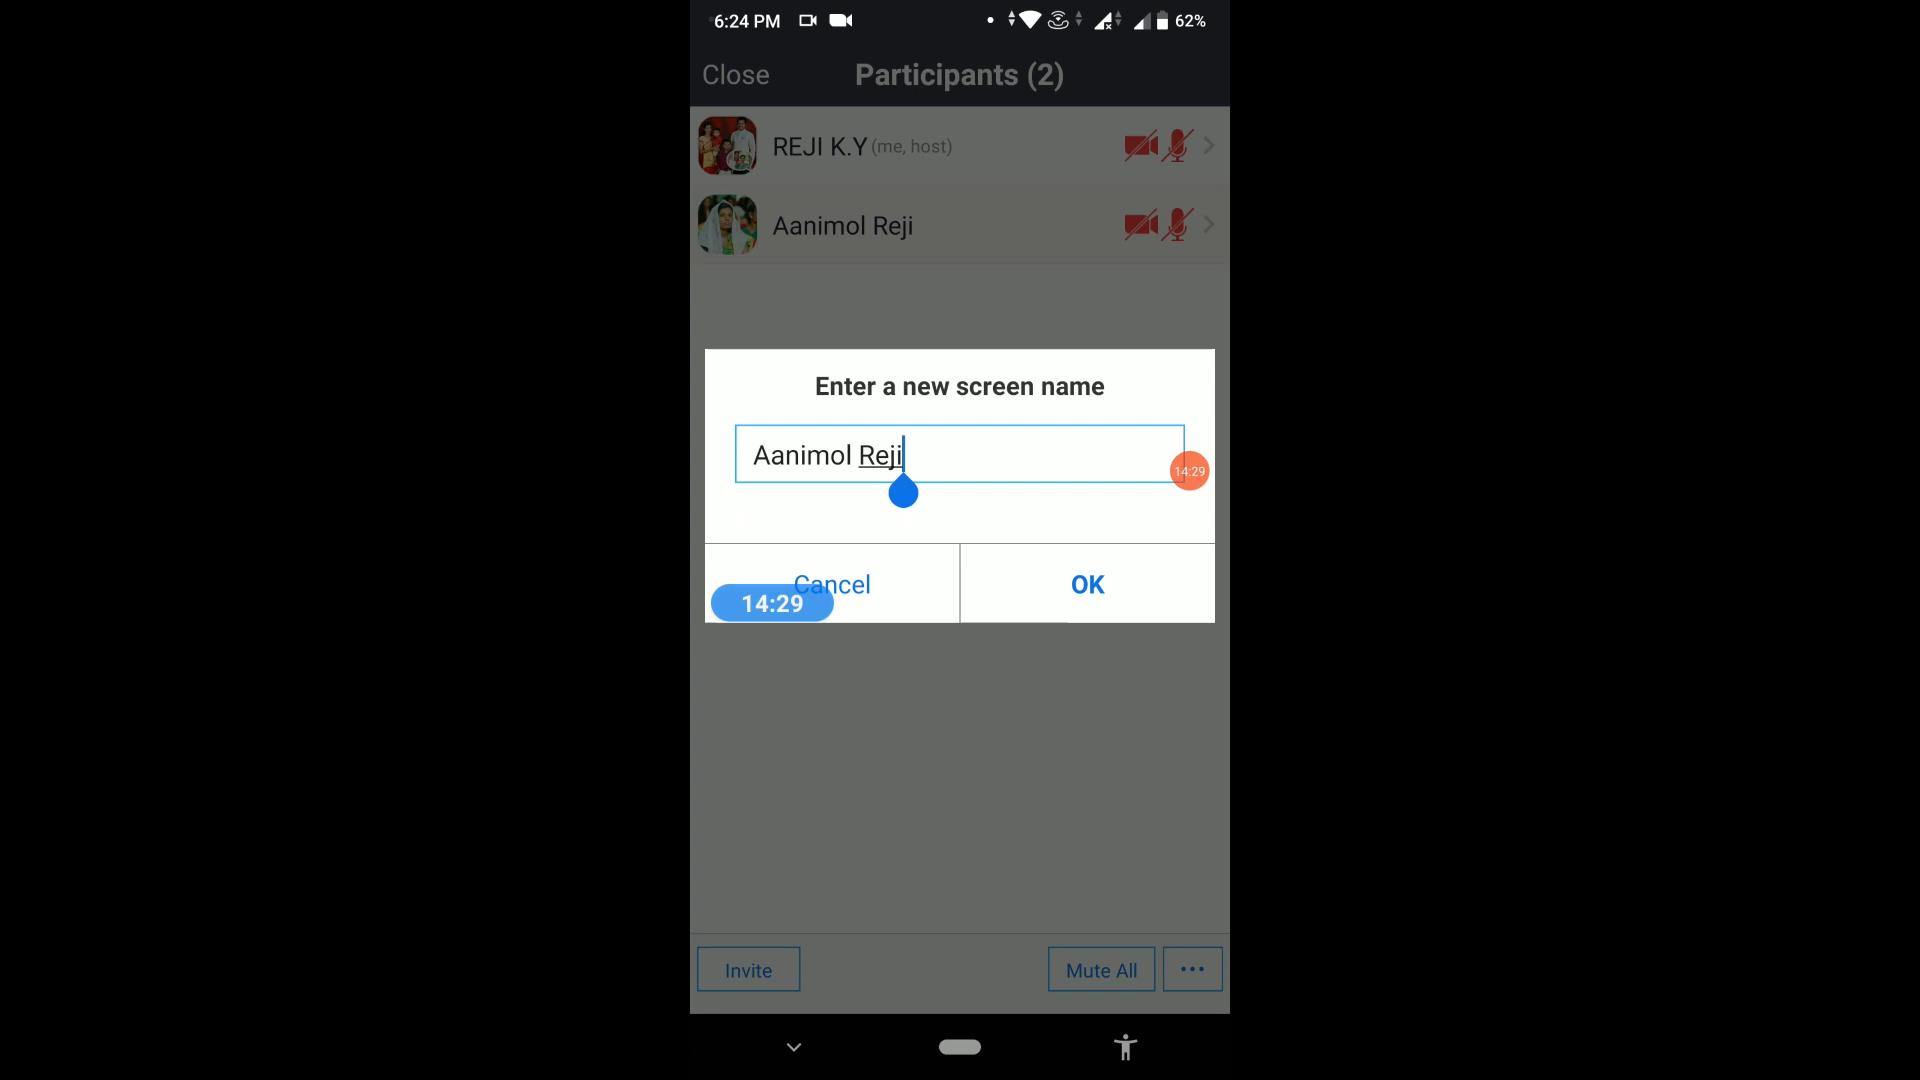 6:24 PM 62%
Close Participants (2)
REJI K.Y (me, host)
Aanimol Reji
Enter a new screen name
Aanimol Reji
14:29
Cancel OK
14:29
Invite Mute All ...